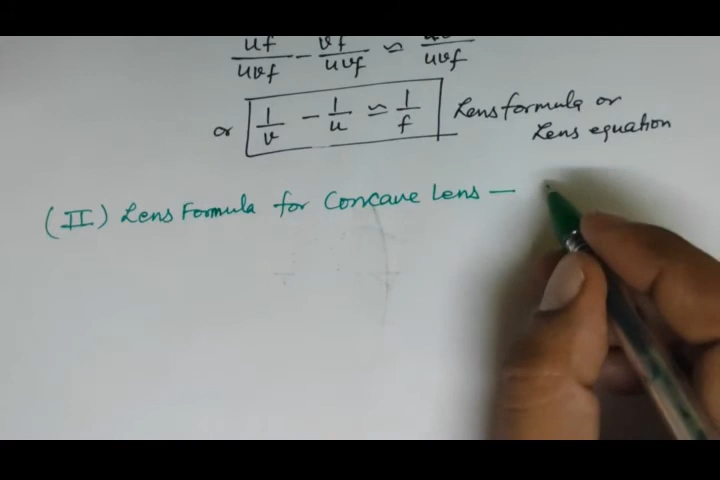 uf/uvf - vf/uvf ≈ /uvf
or 1/v - 1/u ≈ 1/f Lens formula or
Lens equation
(II) Lens Formula for Concave Lens —